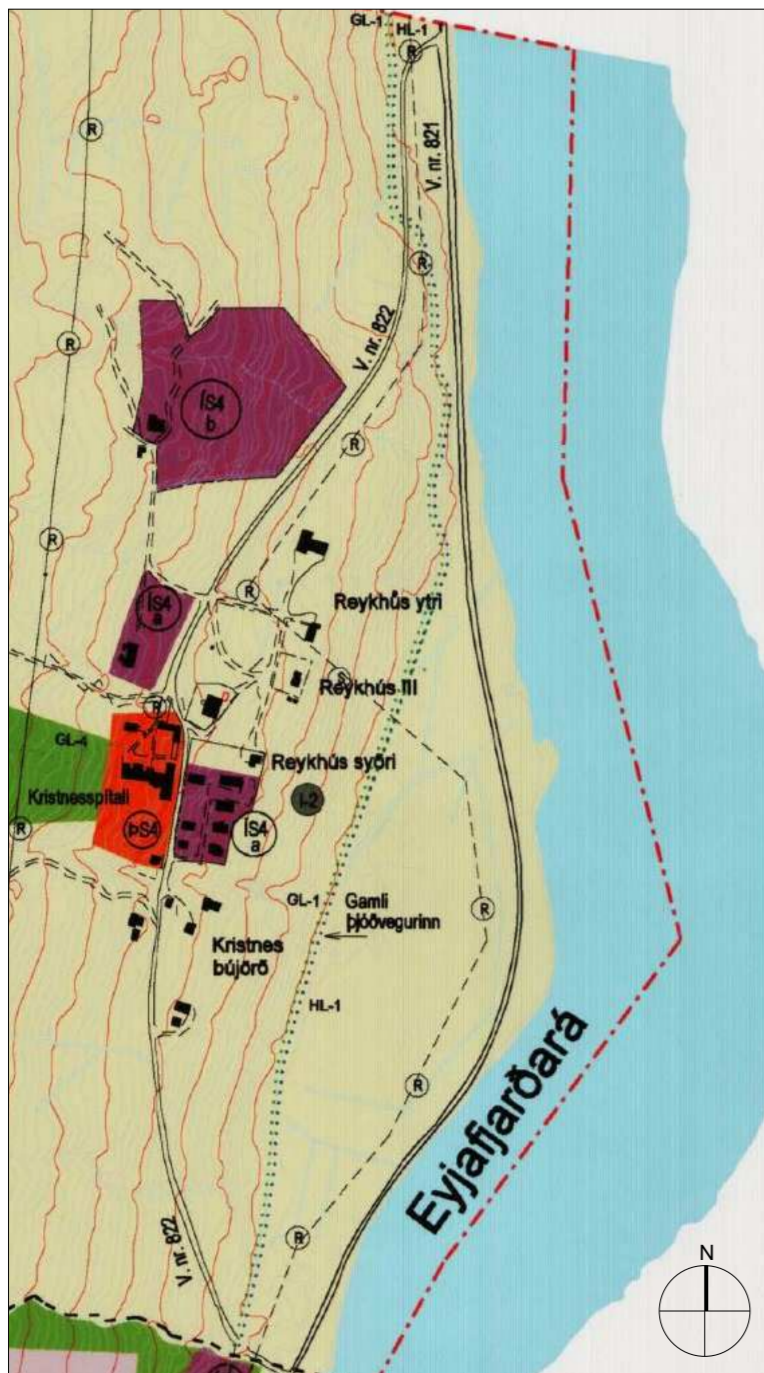 GL-1
HL-1
R
V. nr. 821
R
R
V. nr. 822
R
ÍS4
b
R
R
R
ÍS4
a
Reykhús ytri
S
Reykhús III
R
GL-4
Reykhús syðri
Kristnesspítali
I-2
R
ÞS4
ÍS4
a
GL-1
Gamli
þjóðvegurinn
R
Kristnes
bújörð
HL-1
R
Eyjafjarðará
V. nr. 822
R
N